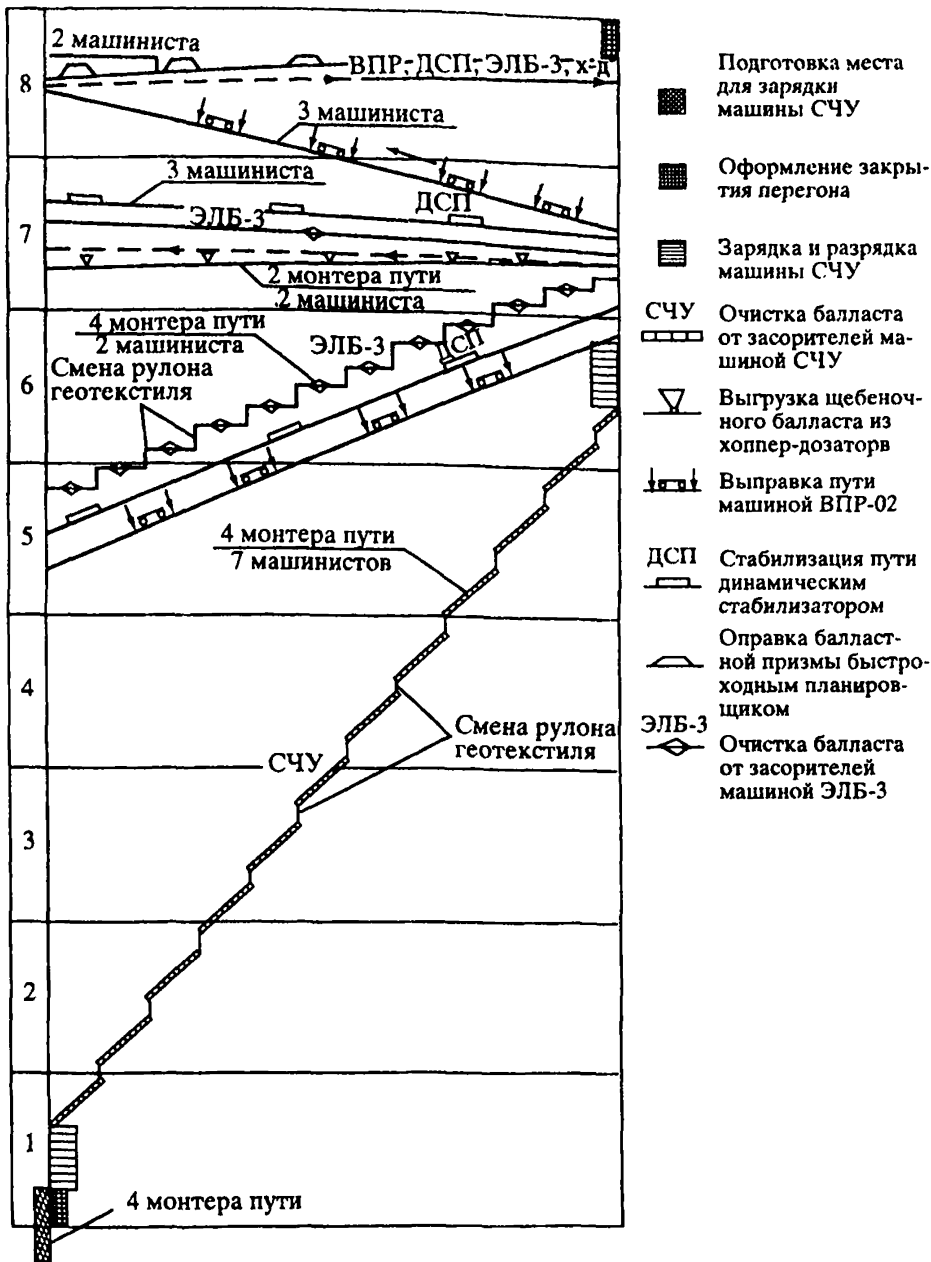 2 машиниста
ВПР, ДСП, ЭЛБ-3, х-д
8
3 машиниста
3 машиниста
ДСП
ЭЛБ-3
7
2 монтера пути
2 машиниста
4 монтера пути
2 машиниста
ЭЛБ-3
ДСП
Смена рулона
геотекстиля
6
5
4 монтера пути
7 машинистов
4
Смена рулона
геотекстиля
СЧУ
3
2
1
4 монтера пути
Подготовка места
для зарядки
машины СЧУ
Оформление закры-
тия перегона
Зарядка и разрядка
машины СЧУ
СЧУ
Очистка балласта
от засорителей ма-
шиной СЧУ
Выгрузка щебеноч-
ного балласта из
хоппер-дозаторв
Выправка пути
машиной ВПР-02
ДСП
Стабилизация пути
динамическим
стабилизатором
Оправка балласт-
ной призмы быстро-
ходным планиров-
щиком
ЭЛБ-3
Очистка балласта
от засорителей
машиной ЭЛБ-3